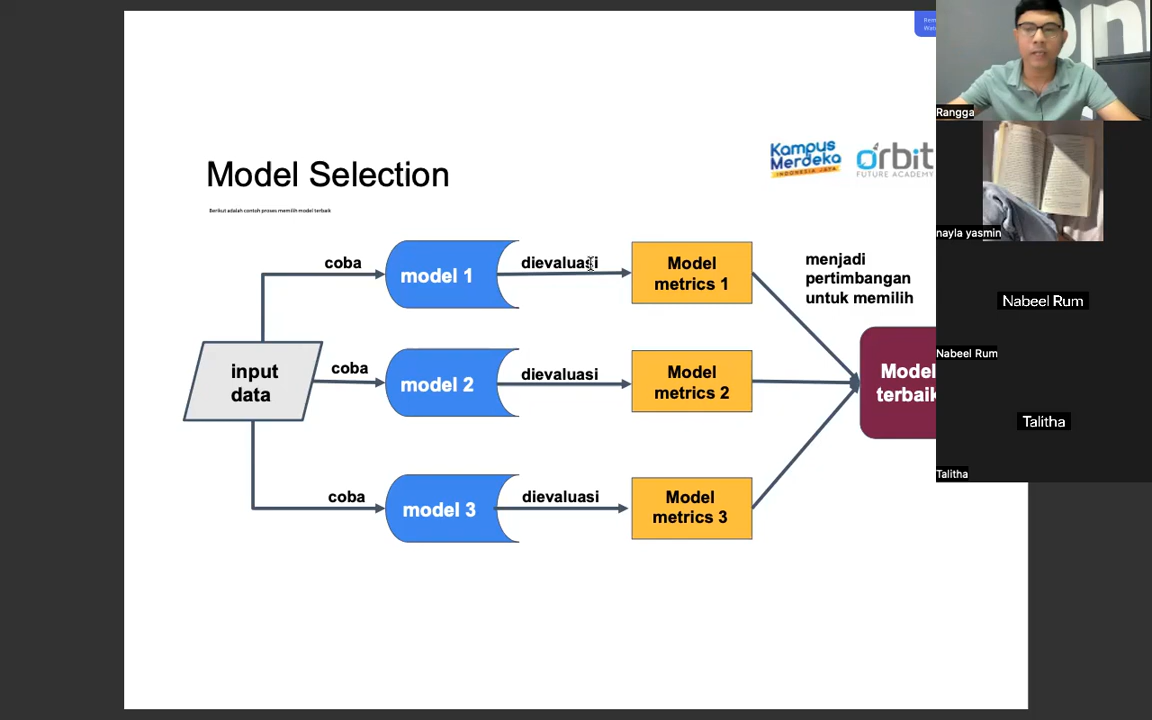 Model Selection
Berikut adalah contoh proses memilih model terbaik
Kampus
Merdeka
INDONESIA JAYA
Orbit
FUTURE ACADEMY
coba
model 1
dievaluasi
Model
metrics 1
menjadi
pertimbangan
untuk memilih
input
data
coba
model 2
dievaluasi
Model
metrics 2
Model
terbaik
coba
model 3
dievaluasi
Model
metrics 3
Rangga
nayla yasmin
Nabeel Rum
Nabeel Rum
Talitha
Talitha